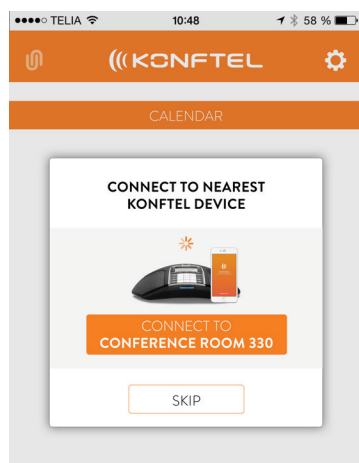 TELIA 10:48 58 %
KONFTEL
CALENDAR
CONNECT TO NEAREST
KONFTEL DEVICE
CONNECT TO
CONFERENCE ROOM 330
SKIP